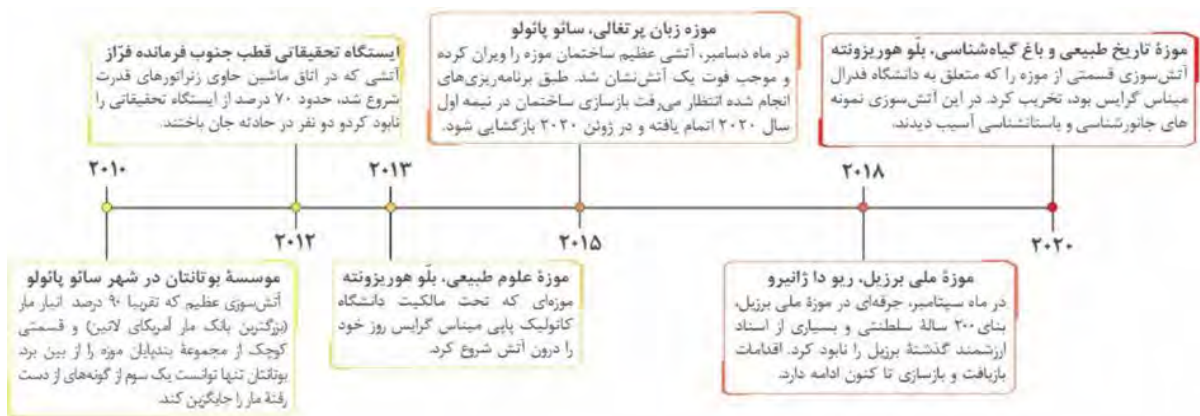 موزه زبان پرتغالی، سائو پائولو
در ماه دسامبر، آتشی عظیم ساختمان موزه را ویران کرده
و موجب فوت یک آتش‌نشان شد. طبق برنامه‌ریزی‌های
انجام شده انتظار می‌رفت بازسازی ساختمان در نیمه اول
سال ۲۰۲۰ اتمام یافته و در ژوئن ۲۰۲۰ بازگشایی شود.
موزهٔ تاریخ طبیعی و باغ گیاه‌شناسی، بلّو هوریزونته
آتش‌سوزی قسمتی از موزه را که متعلق به دانشگاه فدرال
میناس گرایس بود، تخریب کرد. در این آتش‌سوزی نمونه
های جانورشناسی و باستانشناسی آسیب دیدند.
ایستگاه تحقیقاتی قطب جنوب فرمانده فرّاز
آتشی که در اتاق ماشین حاوی ژنراتورهای قدرت
شروع شد، حدود ۷۰ درصد از ایستگاه تحقیقاتی را
نابود کردو دو نفر در حادثه جان باختند.
۲۰۱۰
۲۰۱۳
۲۰۱۸
۲۰۱۲
۲۰۱۵
۲۰۲۰
موسسهٔ بوتانتان در شهر سائو پائولو
آتش‌سوزی عظیم که تقریبا ۹۰ درصد انبار مار
(بزرگترین بانک مار آمریکای لاتین) و قسمتی
کوچک از مجموعهٔ بندپایان موزه را از بین برد.
بوتانتان تنها توانست یک سوم از گونه‌های از دست
رفتهٔ مار را جایگزین کند.
موزهٔ علوم طبیعی، بلّو هوریزونته
موزه‌ای که تحت مالکیت دانشگاه
کاتولیک پاپی میناس گرایس روز خود
را درون آتش شروع کرد.
موزهٔ ملی برزیل، ریو دا ژانیرو
در ماه سپتامبر، جرقه‌ای در موزهٔ ملی برزیل،
بنای ۲۰۰ سالهٔ سلطنتی و بسیاری از اسناد
ارزشمند گذشتهٔ برزیل را نابود کرد. اقدامات
بازیافت و بازسازی تا کنون ادامه دارد.